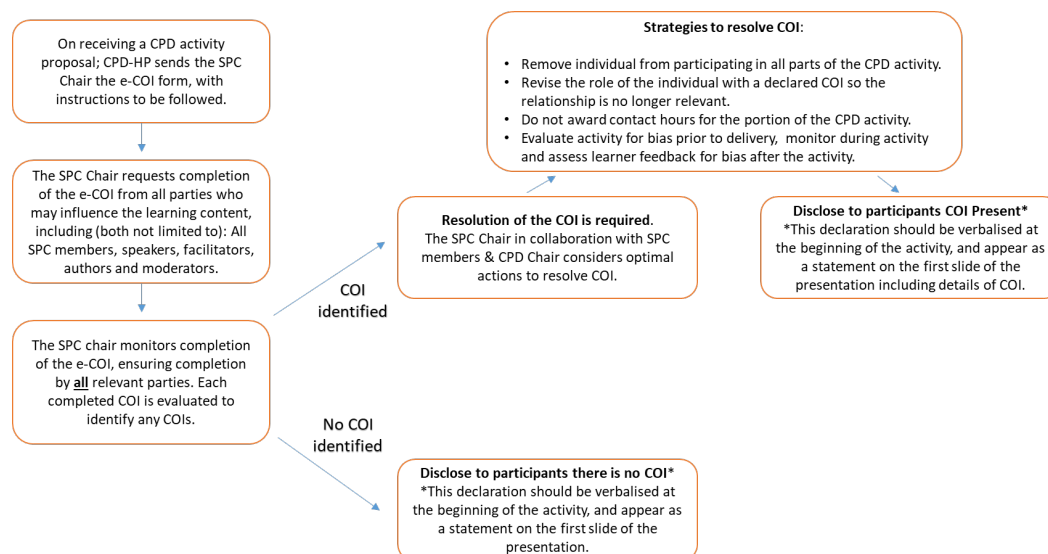 On receiving a CPD activity
proposal; CPD-HP sends the SPC
Chair the e-COI form, with
instructions to be followed.
The SPC Chair requests completion
of the e-COI from all parties who
may influence the learning content,
including (both not limited to): All
SPC members, speakers, facilitators,
authors and moderators.
The SPC chair monitors completion
of the e-COI, ensuring completion
by all relevant parties. Each
completed COI is evaluated to
identify any COIs.
COI
identified
Resolution of the COI is required.
The SPC Chair in collaboration with SPC
members & CPD Chair considers optimal
actions to resolve COI.
Strategies to resolve COI:
• Remove individual from participating in all parts of the CPD activity.
• Revise the role of the individual with a declared COI so the
relationship is no longer relevant.
• Do not award contact hours for the portion of the CPD activity.
• Evaluate activity for bias prior to delivery, monitor during activity
and assess learner feedback for bias after the activity.
Disclose to participants COI Present*
*This declaration should be verbalised at
the beginning of the activity, and appear as
a statement on the first slide of the
presentation including details of COI.
No COI
identified
Disclose to participants there is no COI*
*This declaration should be verbalised at
the beginning of the activity, and appear as
a statement on the first slide of the
presentation.